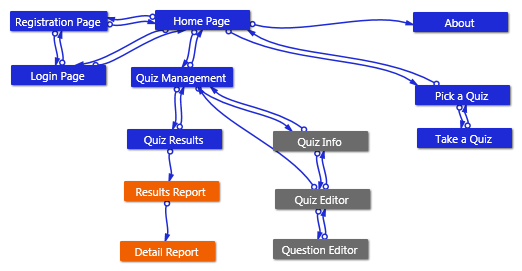 Registration Page
Home Page
About
Login Page
Quiz Management
Pick a Quiz
Quiz Results
Quiz Info
Take a Quiz
Results Report
Quiz Editor
Detail Report
Question Editor